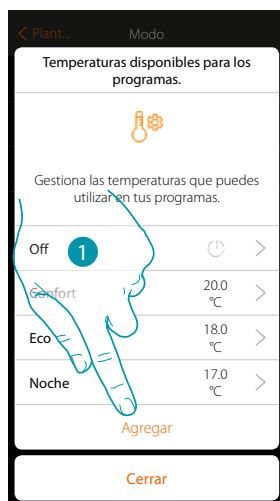 < Plant... Modo
Temperaturas disponibles para los
programas.
Gestiona las temperaturas que puedes
utilizar en tus programas.
Off
1
Confort 20.0
°C
Eco 18.0
°C
Noche 17.0
°C
Agregar
Cerrar